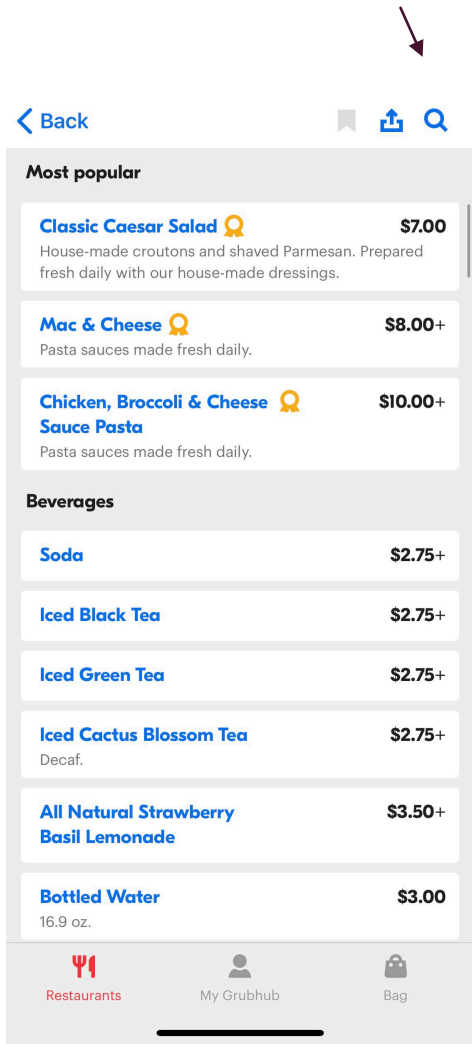 Back
Most popular
Classic Caesar Salad $7.00
House-made croutons and shaved Parmesan. Prepared
fresh daily with our house-made dressings.
Mac & Cheese $8.00+
Pasta sauces made fresh daily.
Chicken, Broccoli & Cheese $10.00+
Sauce Pasta
Pasta sauces made fresh daily.
Beverages
Soda $2.75+
Iced Black Tea $2.75+
Iced Green Tea $2.75+
Iced Cactus Blossom Tea $2.75+
Decaf.
All Natural Strawberry $3.50+
Basil Lemonade
Bottled Water $3.00
16.9 oz.
Restaurants My Grubhub Bag